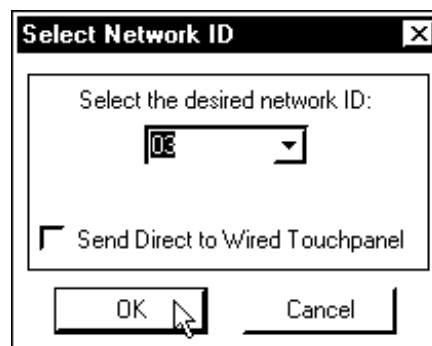 Select Network ID
Select the desired network ID:
03
Send Direct to Wired Touchpanel
OK Cancel